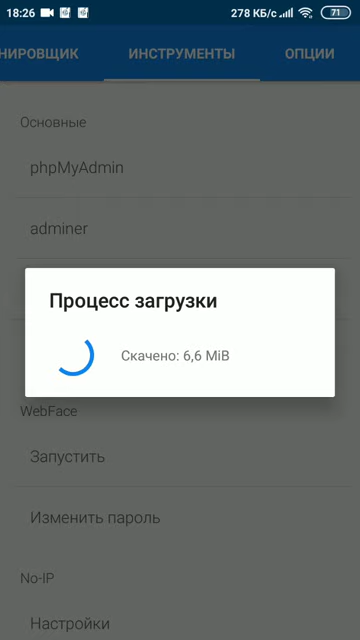 18:26 278 КБ/с 71
НИРОВЩИК ИНСТРУМЕНТЫ ОПЦИИ
Основные
phpMyAdmin
adminer
Процесс загрузки
Скачено: 6,6 MiB
WebFace
Запустить
Изменить пароль
No-IP
Настройки